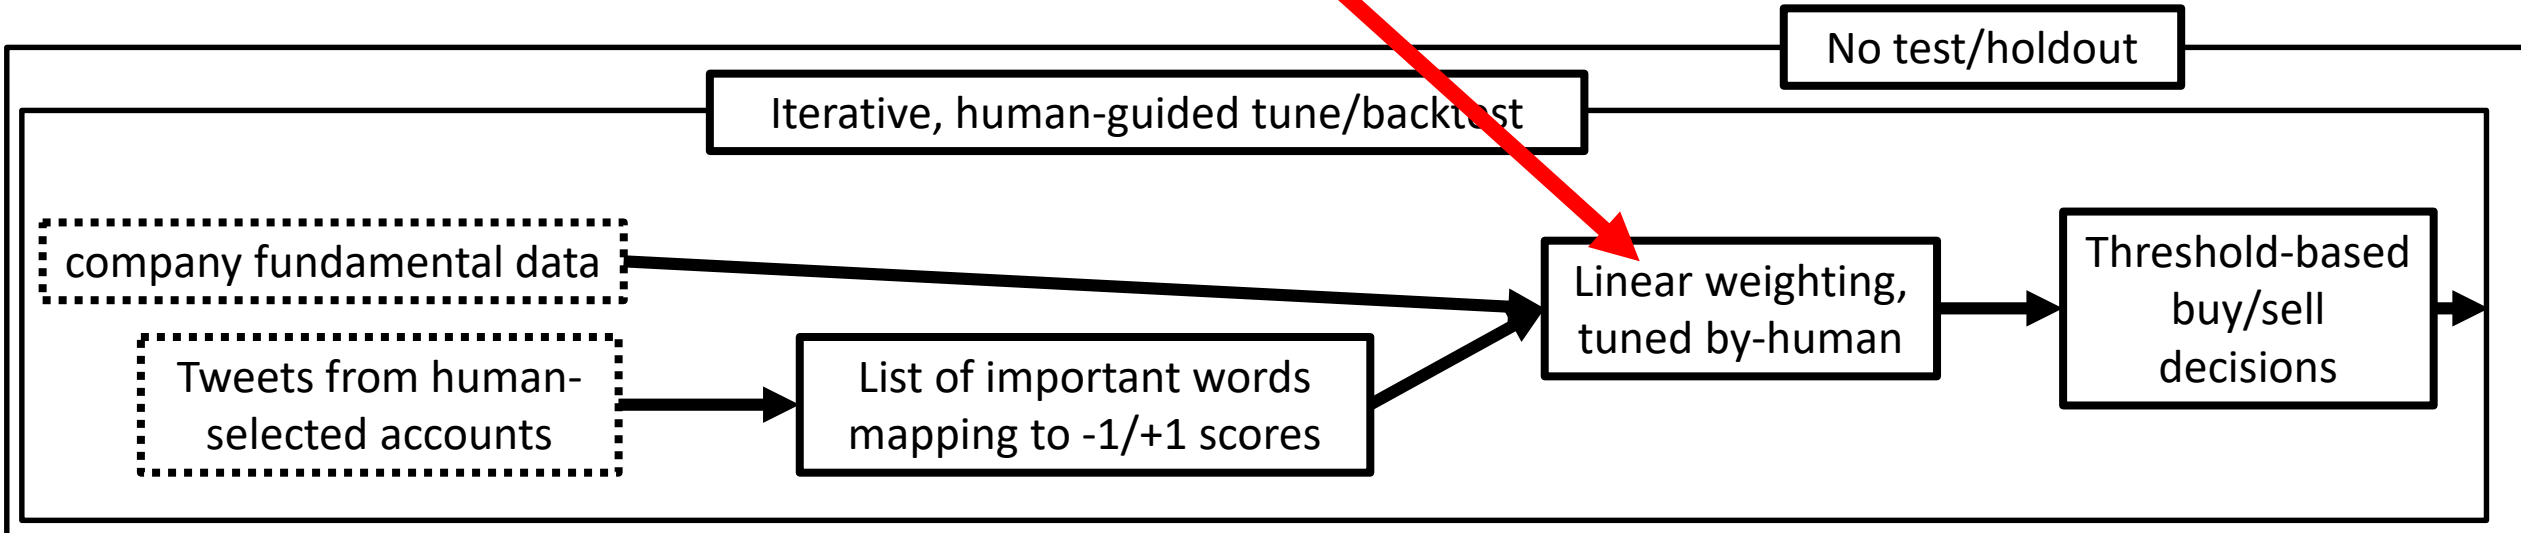 No test/holdout
Iterative, human-guided tune/backtest
company fundamental data
Tweets from human-
selected accounts
List of important words
mapping to -1/+1 scores
Linear weighting,
tuned by-human
Threshold-based
buy/sell
decisions